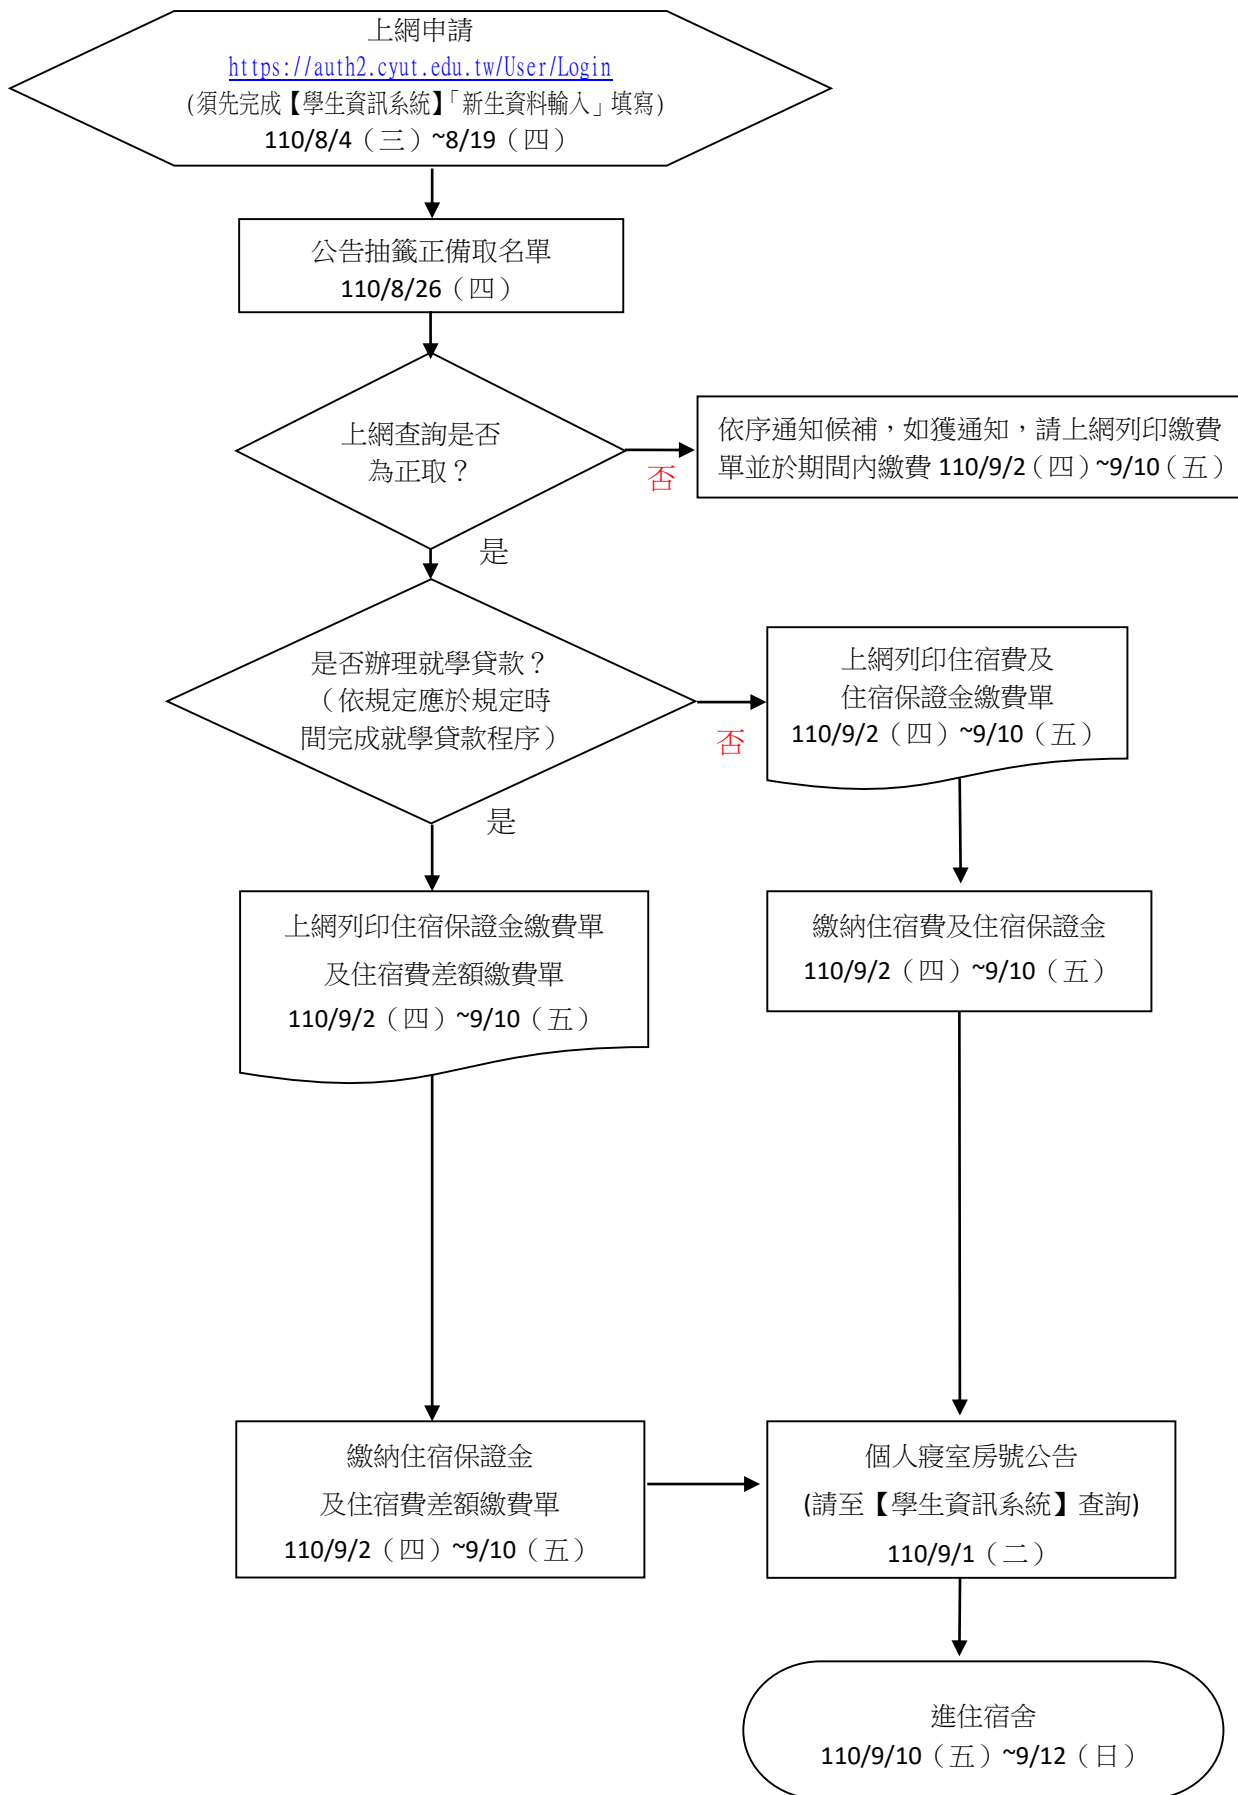 上網申請
https://auth2.cyut.edu.tw/User/Login
(須先完成【學生資訊系統】「新生資料輸入」填寫)
110/8/4（三）~8/19（四）
公告抽籤正備取名單
110/8/26（四）
上網查詢是否
為正取？
否
依序通知候補，如獲通知，請上網列印繳費
單並於期間內繳費 110/9/2（四）~9/10（五）
是
是否辦理就學貸款？
（依規定應於規定時
間完成就學貸款程序）
否
上網列印住宿費及
住宿保證金繳費單
110/9/2（四）~9/10（五）
是
上網列印住宿保證金繳費單
及住宿費差額繳費單
110/9/2（四）~9/10（五）
繳納住宿費及住宿保證金
110/9/2（四）~9/10（五）
繳納住宿保證金
及住宿費差額繳費單
110/9/2（四）~9/10（五）
個人寢室房號公告
(請至【學生資訊系統】查詢)
110/9/1（二）
進住宿舍
110/9/10（五）~9/12（日）